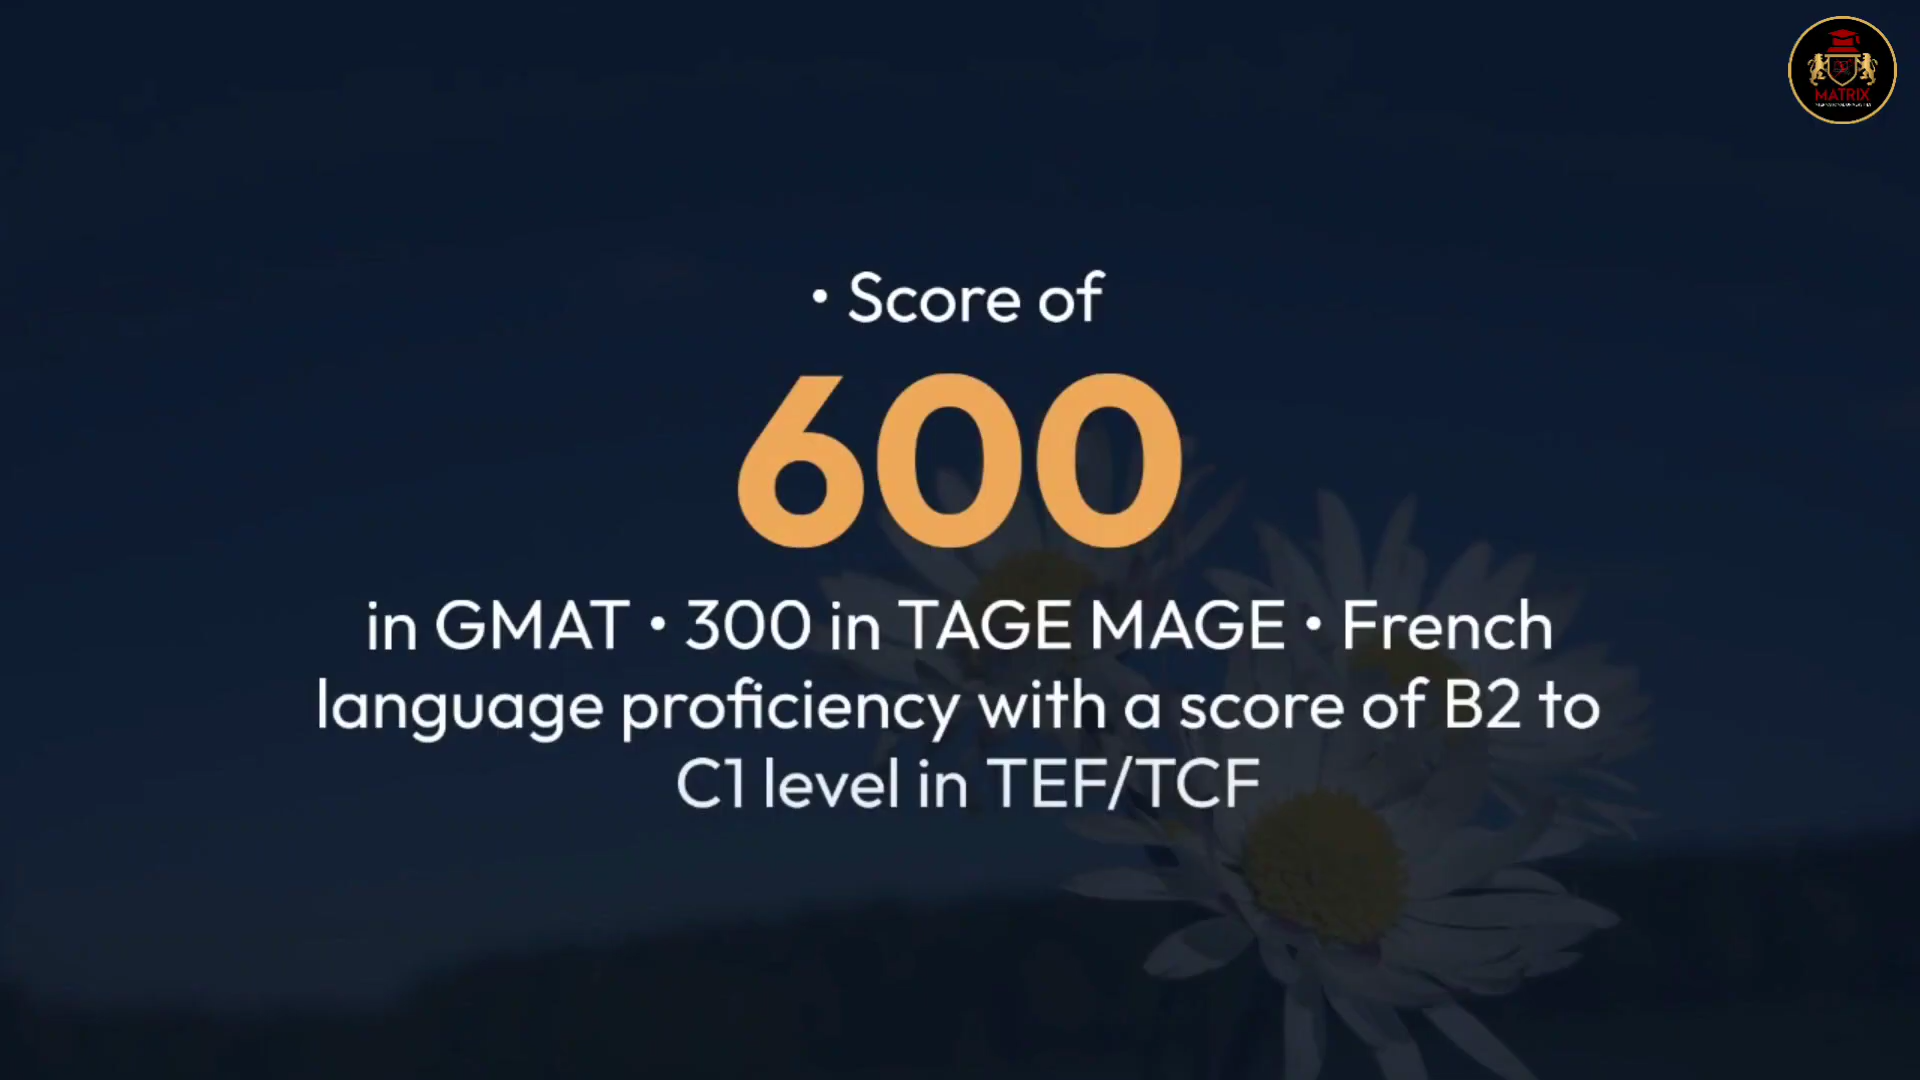 MATRIX
• Score of
600
in GMAT • 300 in TAGE MAGE • French
language proficiency with a score of B2 to
C1 level in TEF/TCF